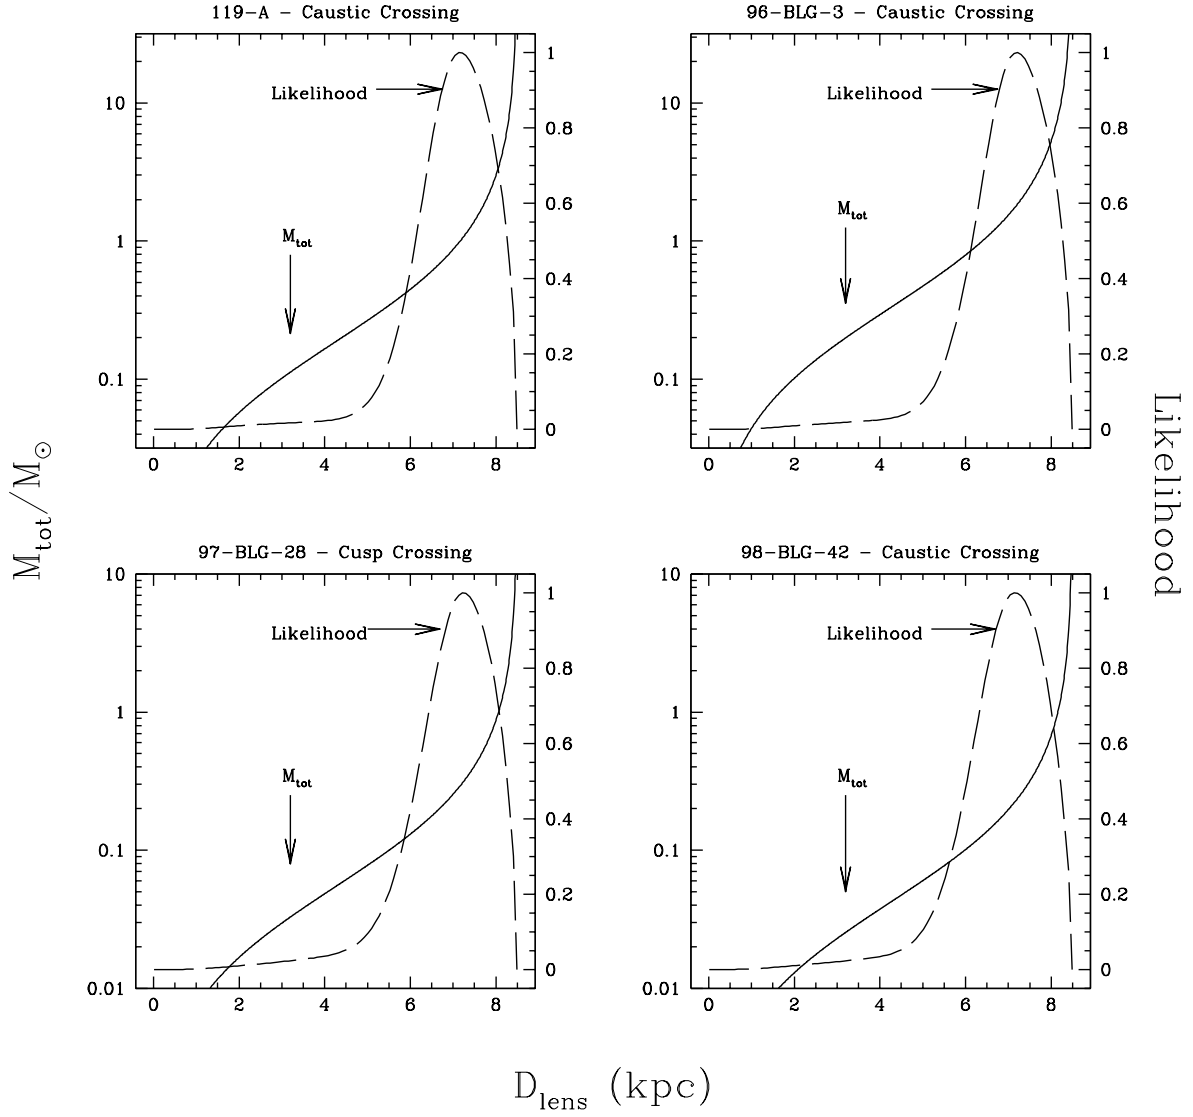 119-A - Caustic Crossing
96-BLG-3 - Caustic Crossing
Likelihood
M_tot
10
1
0.1
1
0.8
0.6
0.4
0.2
0
0 2 4 6 8
Likelihood
M_tot
10
1
0.1
1
0.8
0.6
0.4
0.2
0
0 2 4 6 8
97-BLG-28 - Cusp Crossing
98-BLG-42 - Caustic Crossing
Likelihood
M_tot
10
1
0.1
0.01
1
0.8
0.6
0.4
0.2
0
0 2 4 6 8
Likelihood
M_tot
10
1
0.1
0.01
1
0.8
0.6
0.4
0.2
0
0 2 4 6 8
M_tot/M_⊙
Likelihood
D_lens (kpc)